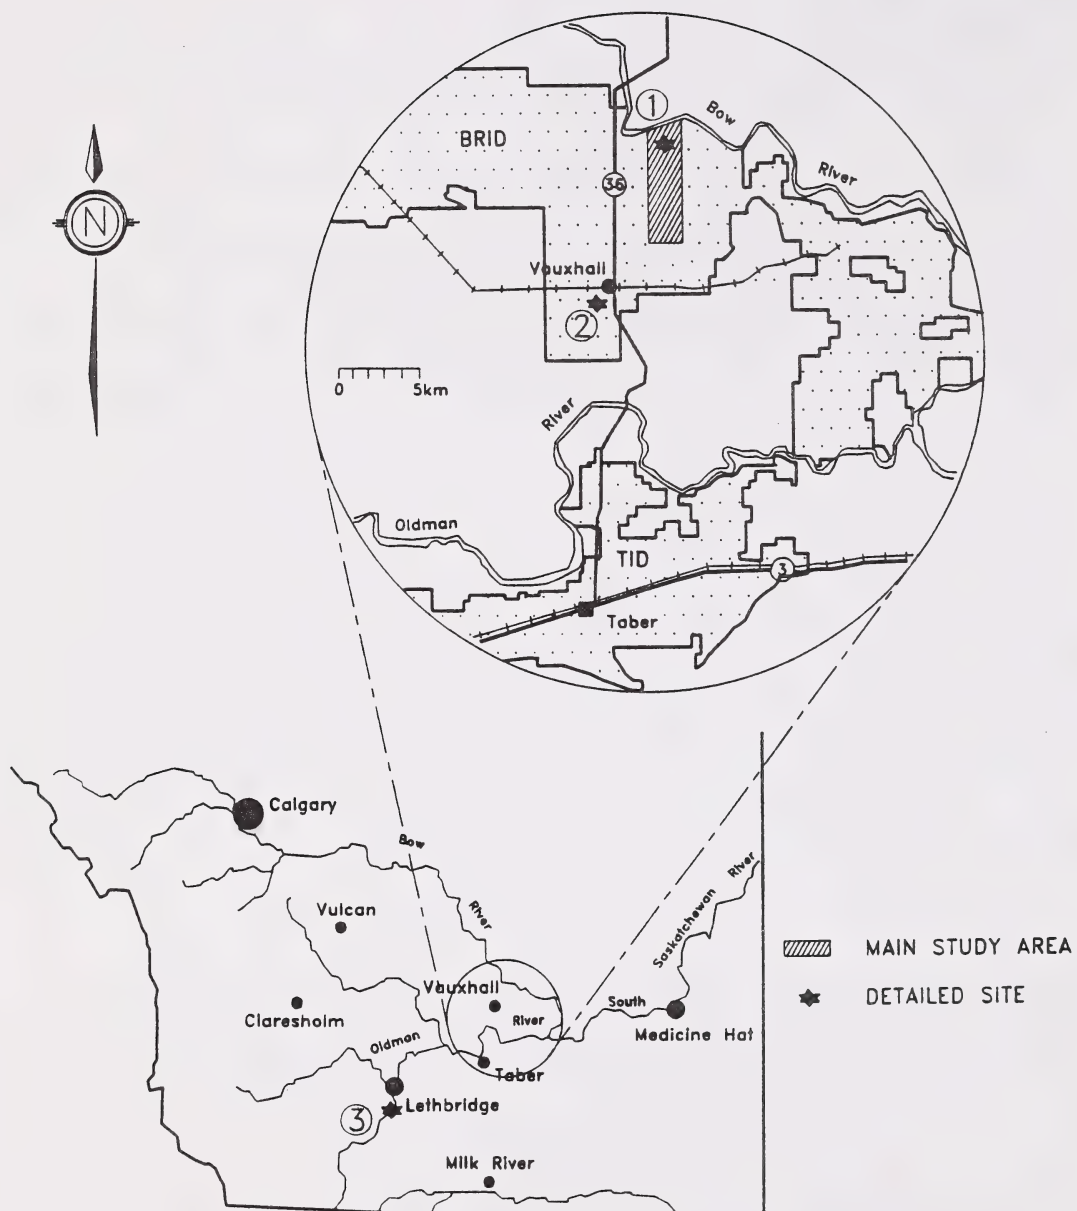 1
Bow
BRID
River
N
36
Vauxhall
2
0 5km
River
Oldman
TID
3
Taber
Calgary
Bow
River
Vulcan
Saskatchewan River
MAIN STUDY AREA
Vauxhall
DETAILED SITE
Claresholm
South
River
Medicine Hat
Oldman
Taber
Lethbridge
3
Milk River